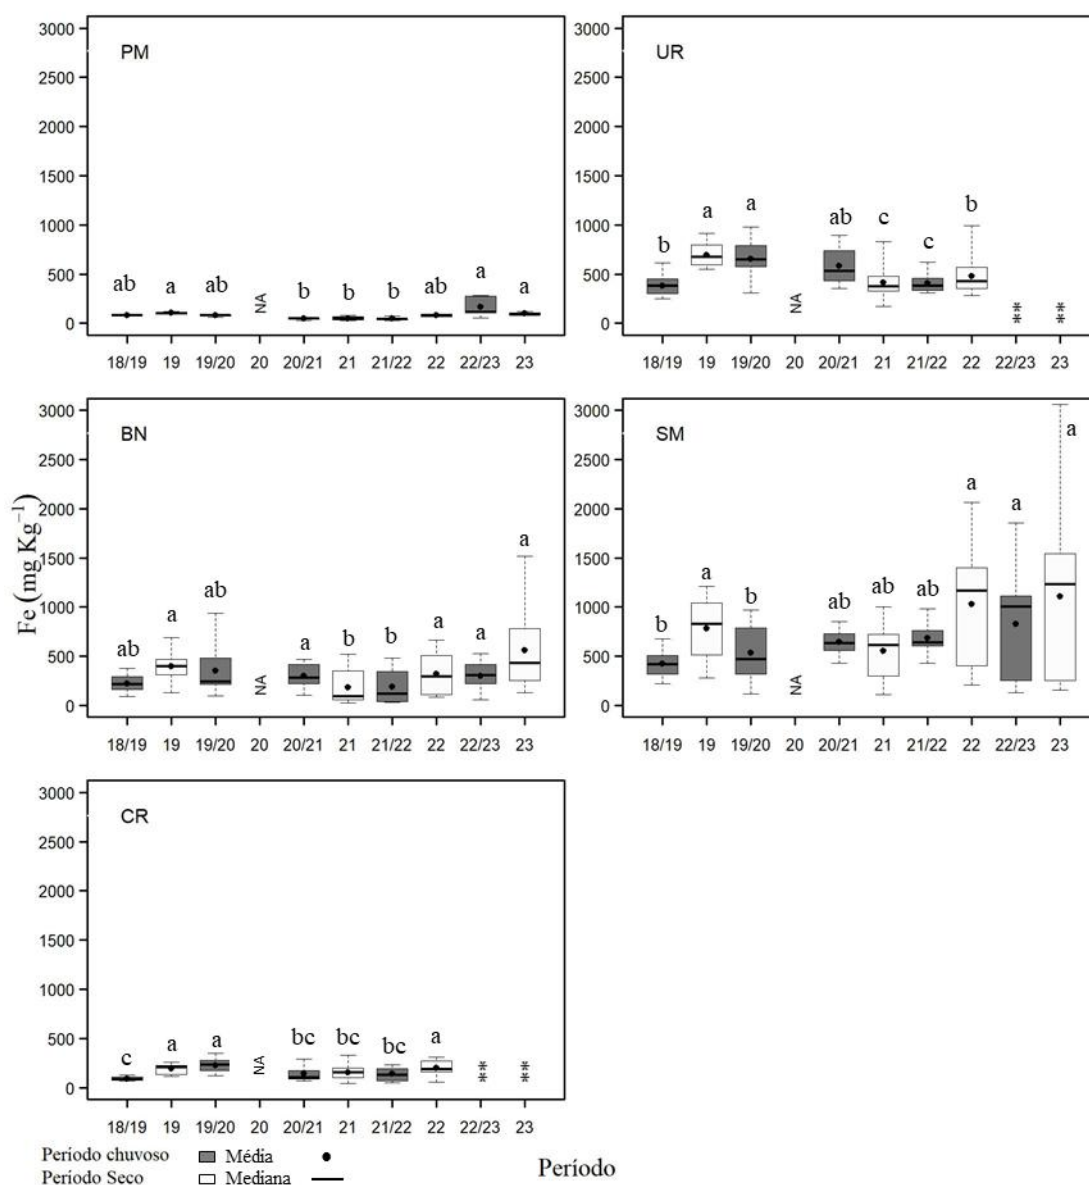 3000
2500
2000
1500
1000
500
0
PM
ab
a
ab
NA
b
b
b
ab
a
a
18/19 19 19/20 20 20/21 21 21/22 22 22/23 23
3000
2500
2000
1500
1000
500
0
UR
b
a
a
NA
ab
c
c
b
**
**
18/19 19 19/20 20 20/21 21 21/22 22 22/23 23
Fe (mg Kg⁻¹)
3000
2500
2000
1500
1000
500
0
BN
ab
a
ab
NA
a
b
b
a
a
a
18/19 19 19/20 20 20/21 21 21/22 22 22/23 23
3000
2500
2000
1500
1000
500
0
SM
b
a
b
NA
ab
ab
ab
a
a
a
18/19 19 19/20 20 20/21 21 21/22 22 22/23 23
3000
2500
2000
1500
1000
500
0
CR
c
a
a
NA
bc
bc
bc
a
**
**
18/19 19 19/20 20 20/21 21 21/22 22 22/23 23
Período chuvoso Média
Período Seco Mediana
Período